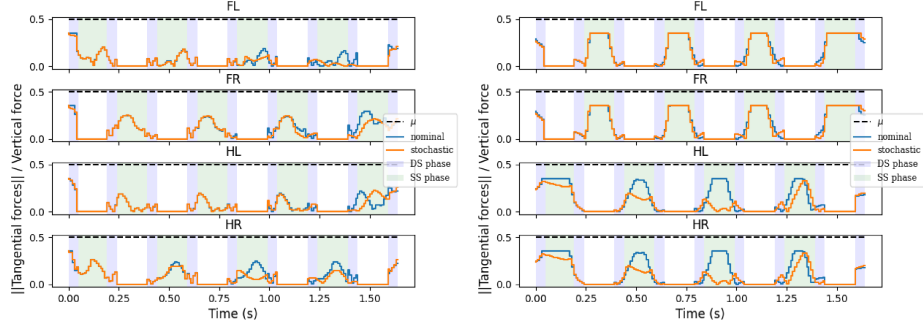 FL
0.5
0.0
FR
0.5
0.0
HL
0.5
0.0
HR
0.5
0.0
0.00 0.25 0.50 0.75 1.00 1.25 1.50
Time (s)
||Tangential forces|| / Vertical force
μ
nominal
stochastic
DS phase
SS phase
FL
0.5
0.0
FR
0.5
0.0
HL
0.5
0.0
HR
0.5
0.0
0.00 0.25 0.50 0.75 1.00 1.25 1.50
Time (s)
||Tangential forces|| / Vertical force
μ
nominal
stochastic
DS phase
SS phase